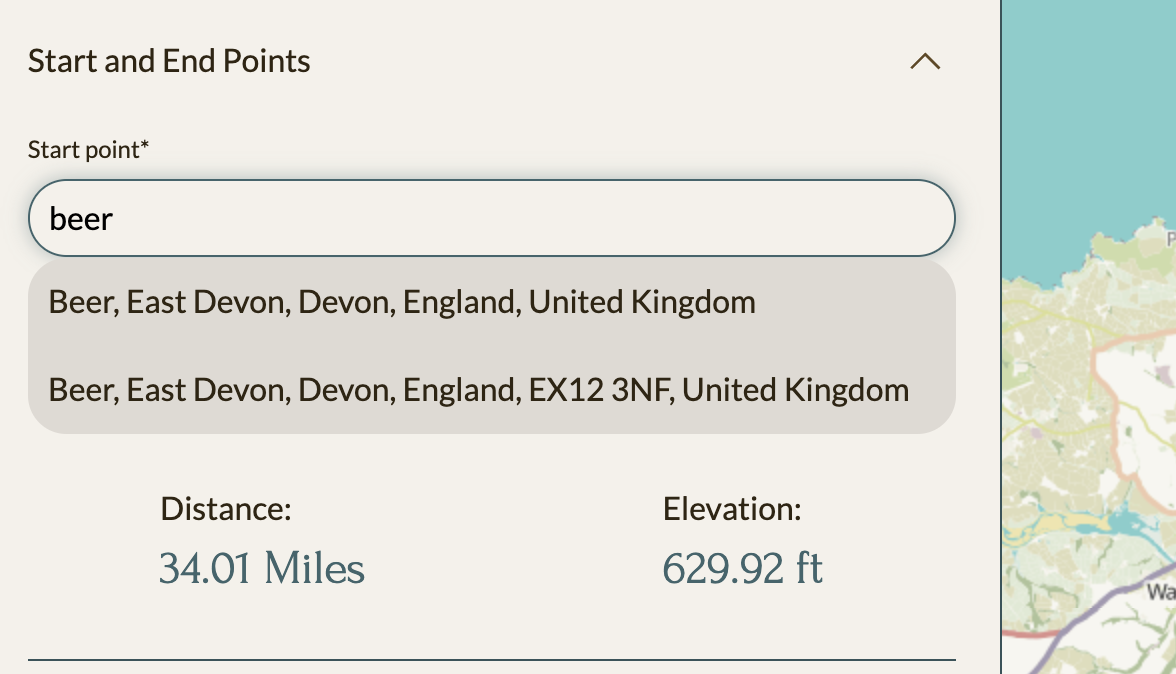 Start and End Points
Start point*
beer
Beer, East Devon, Devon, England, United Kingdom
Beer, East Devon, Devon, England, EX12 3NF, United Kingdom
Distance:
34.01 Miles
Elevation:
629.92 ft
P
Wa